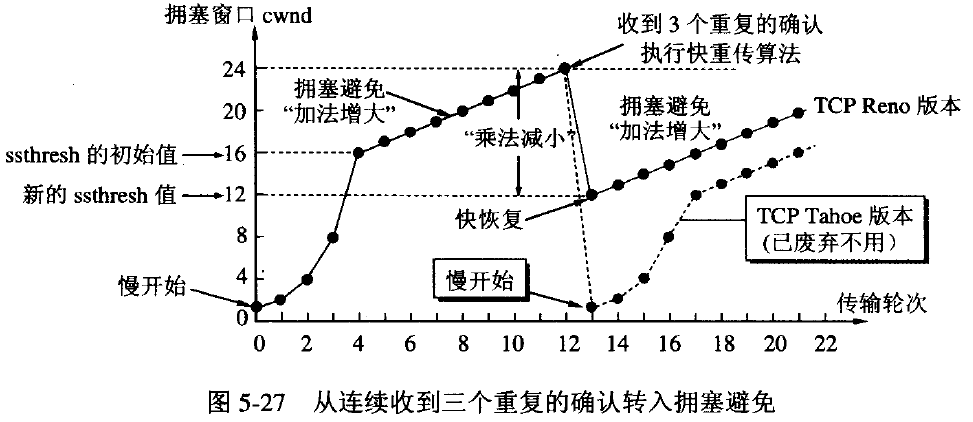 拥塞窗口 cwnd
收到 3 个重复的确认
执行快重传算法
24
拥塞避免
“加法增大”
20
拥塞避免
“加法增大”
TCP Reno 版本
“乘法减小”
ssthresh 的初始值
16
新的 ssthresh 值
12
快恢复
TCP Tahoe 版本
(已废弃不用)
8
慢开始
4
慢开始
传输轮次
0
0 2 4 6 8 10 12 14 16 18 20 22
图 5-27 从连续收到三个重复的确认转入拥塞避免